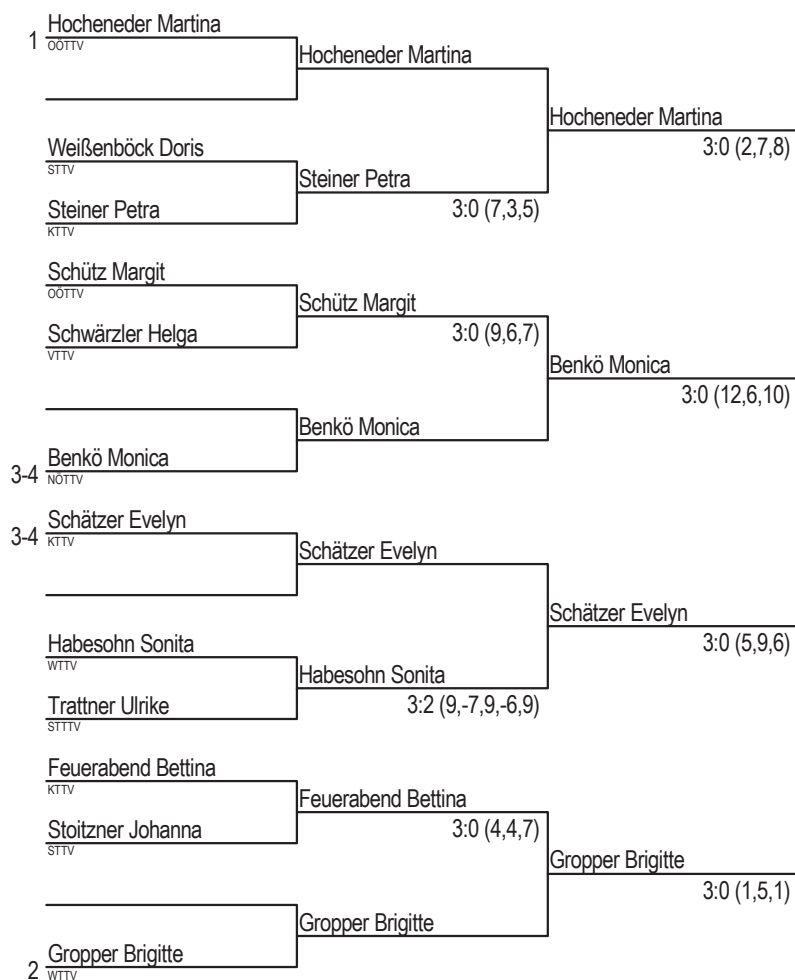 Hocheneder Martina
1 OÖTTV
Hocheneder Martina
Hocheneder Martina
3:0 (2,7,8)
Weißenböck Doris
STTV
Steiner Petra
3:0 (7,3,5)
Steiner Petra
KTTV
Schütz Margit
OÖTTV
Schütz Margit
3:0 (9,6,7)
Schwärzler Helga
VTTV
Benkö Monica
3:0 (12,6,10)
Benkö Monica
Benkö Monica
3-4 NÖTTV
Schätzer Evelyn
3-4 KTTV
Schätzer Evelyn
Schätzer Evelyn
3:0 (5,9,6)
Habesohn Sonita
WTTV
Habesohn Sonita
3:2 (9,-7,9,-6,9)
Trattner Ulrike
STTTV
Feuerabend Bettina
KTTV
Feuerabend Bettina
3:0 (4,4,7)
Stoitzner Johanna
STTV
Gropper Brigitte
3:0 (1,5,1)
Gropper Brigitte
Gropper Brigitte
2 WTTV